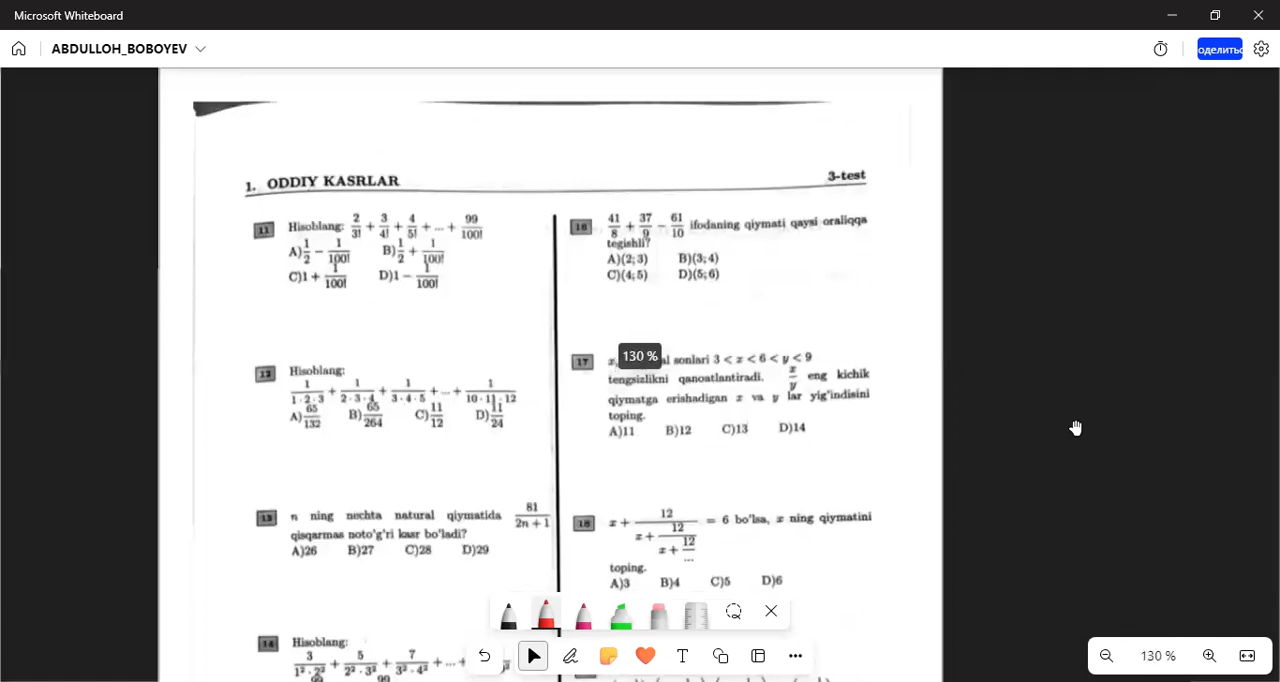 Microsoft Whiteboard
ABDULLOH_BOBOYEV
оделитьс
1. ODDIY KASRLAR
3-test
11 Hisoblang: 2/3! + 3/4! + 4/5! + ... + 99/100!
A) 1/2 − 1/100! B) 1/2 + 1/100!
C) 1 + 1/100! D) 1 − 1/100!
12 Hisoblang:
1/(1·2·3) + 1/(2·3·4) + 1/(3·4·5) + ... + 1/(10·11·12)
A) 65/132 B) 65/264 C) 11/12 D) 11/24
13 n ning nechta natural qiymatida 81/(2n + 1)
qisqarmas noto'g'ri kasr bo'ladi?
A)26 B)27 C)28 D)29
14 Hisoblang:
3/(1²·2²) + 5/(2²·3²) + 7/(3²·4²) + ...+
99 99
16 41/8 + 37/9 − 61/10 ifodaning qiymati qaysi oraliqqa
tegishli?
A)(2;3) B)(3;4)
C)(4;5) D)(5;6)
130 %
17 sonlari 3 < x < 6 < y < 9
tengsizlikni qanoatlantiradi. x/y eng kichik
qiymatga erishadigan x va y lar yig'indisini
toping.
A)11 B)12 C)13 D)14
18 x + 12/(x + 12/(x + 12/...)) = 6 bo'lsa, x ning qiymatini
toping.
A)3 B)4 C)5 D)6
130 %